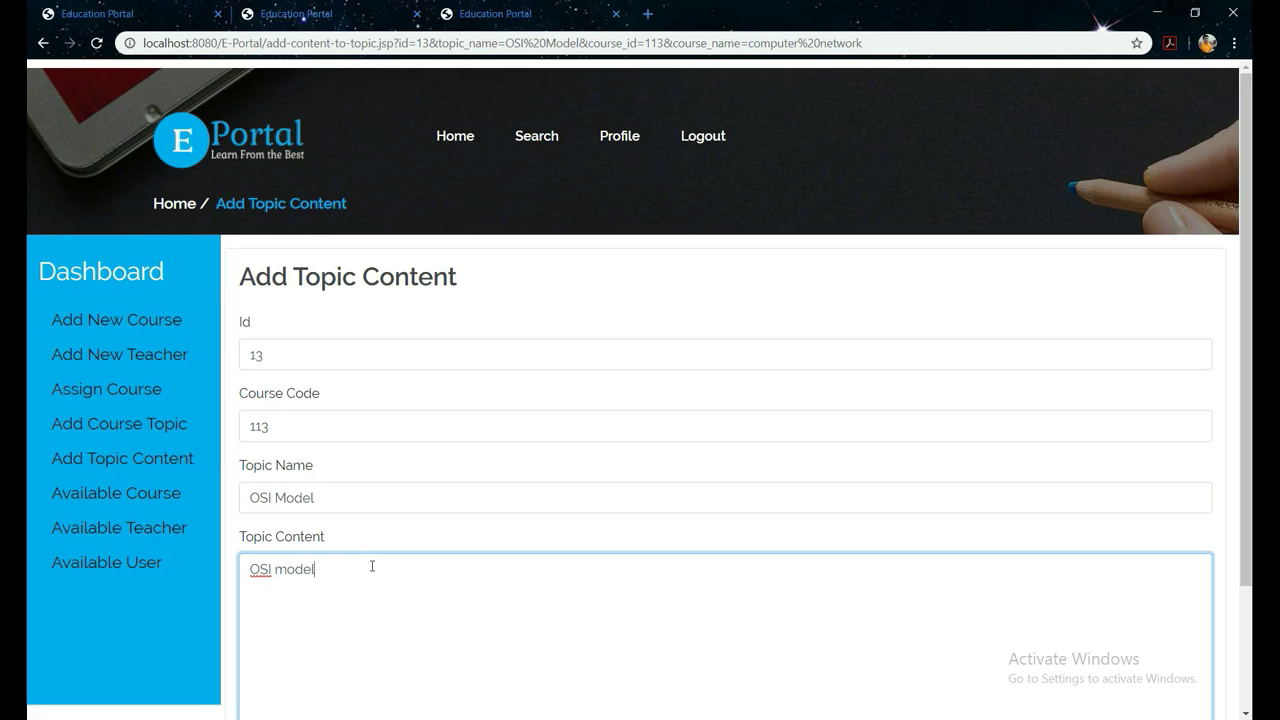 Education Portal
Education Portal
Education Portal
localhost:8080/E-Portal/add-content-to-topic.jsp?id=13&topic_name=OSI%20Model&course_id=113&course_name=computer%20network
E Portal
Learn From the Best
Home
Search
Profile
Logout
Home / Add Topic Content
Dashboard
Add New Course
Add New Teacher
Assign Course
Add Course Topic
Add Topic Content
Available Course
Available Teacher
Available User
Add Topic Content
Id
13
Course Code
113
Topic Name
OSI Model
Topic Content
OSI model
Activate Windows
Go to Settings to activate Windows.